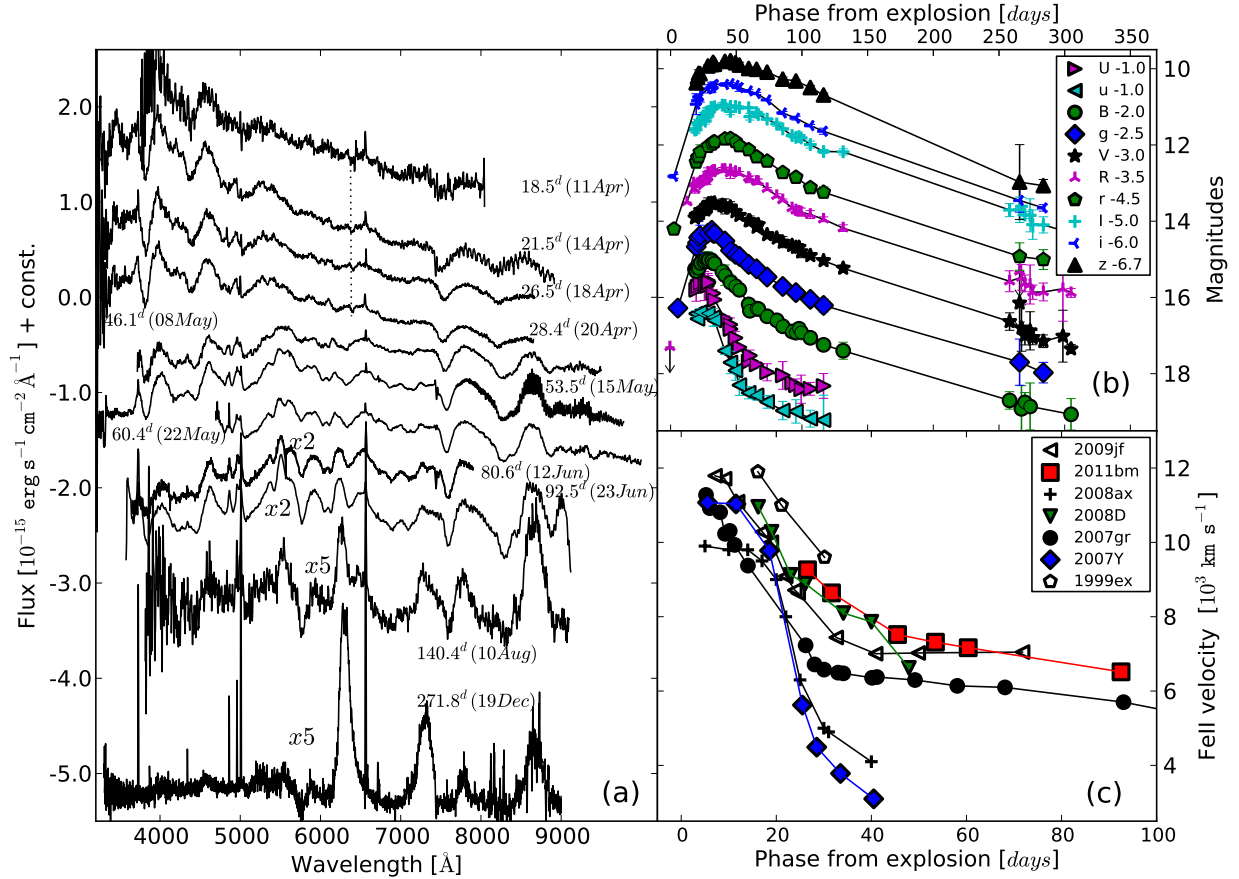 Phase from explosion [days]
0 50 100 150 200 250 300 350
Flux [10⁻¹⁵ erg s⁻¹ cm⁻² Å⁻¹] + const.
2.0
1.0
0.0
-1.0
-2.0
-3.0
-4.0
-5.0
18.5ᵈ (11Apr)
21.5ᵈ (14Apr)
26.5ᵈ (18Apr)
46.1ᵈ (08May)
28.4ᵈ (20Apr)
53.5ᵈ (15May)
60.4ᵈ (22May)
x2
80.6ᵈ (12Jun)
92.5ᵈ (23Jun)
x2
x5
140.4ᵈ (10Aug)
271.8ᵈ (19Dec)
x5
(a)
4000 5000 6000 7000 8000 9000
Wavelength [Å]
U -1.0
u -1.0
B -2.0
g -2.5
V -3.0
R -3.5
r -4.5
I -5.0
i -6.0
z -6.7
(b)
10
12
14
16
18
Magnitudes
2009jf
2011bm
2008ax
2008D
2007gr
2007Y
1999ex
(c)
12
10
8
6
4
FeII velocity [10³ km s⁻¹]
0 20 40 60 80 100
Phase from explosion [days]